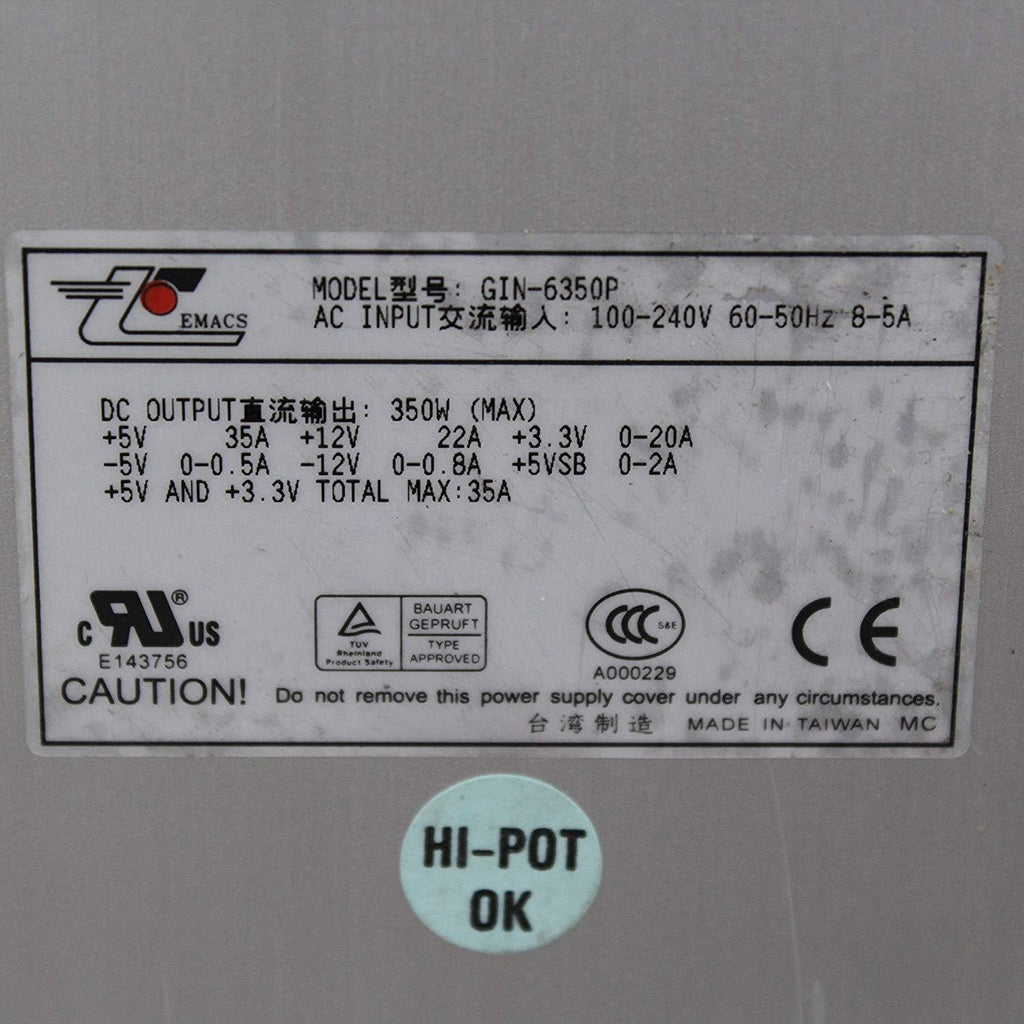 EMACS
MODEL型号: GIN-6350P
AC INPUT交流输入: 100-240V 60-50Hz 8-5A
DC OUTPUT直流输出: 350W (MAX)
+5V 35A +12V 22A +3.3V 0-20A
-5V 0-0.5A -12V 0-0.8A +5VSB 0-2A
+5V AND +3.3V TOTAL MAX:35A
C RU ® US
E143756
TUV
Rheinland
Product Safety
BAUART
GEPRUFT
TYPE
APPROVED
CCC S&E
A000229
CE
CAUTION! Do not remove this power supply cover under any circumstances.
台湾制造 MADE IN TAIWAN MC
HI-POT
OK